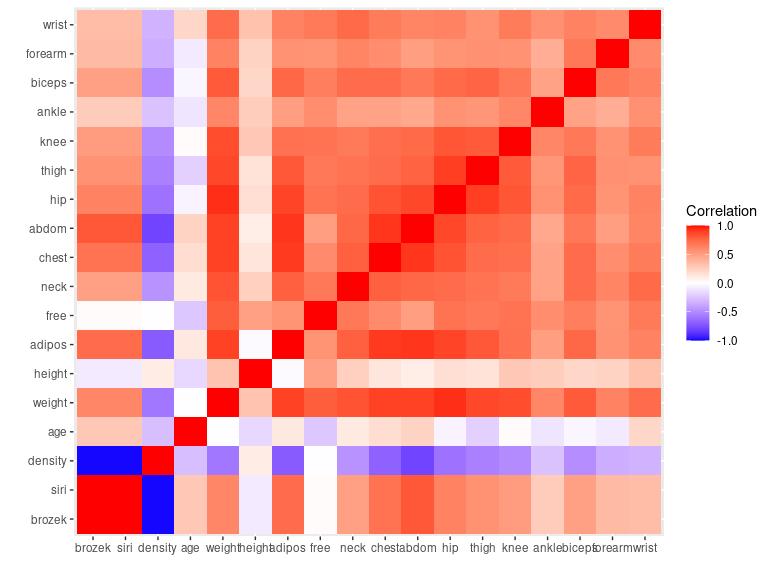 wrist
forearm
biceps
ankle
knee
thigh
hip
abdom
chest
neck
free
adipos
height
weight
age
density
siri
brozek
brozek siri density age weight height adipos free neck chest abdom hip thigh knee ankle biceps forearm wrist
Correlation
1.0
0.5
0.0
-0.5
-1.0